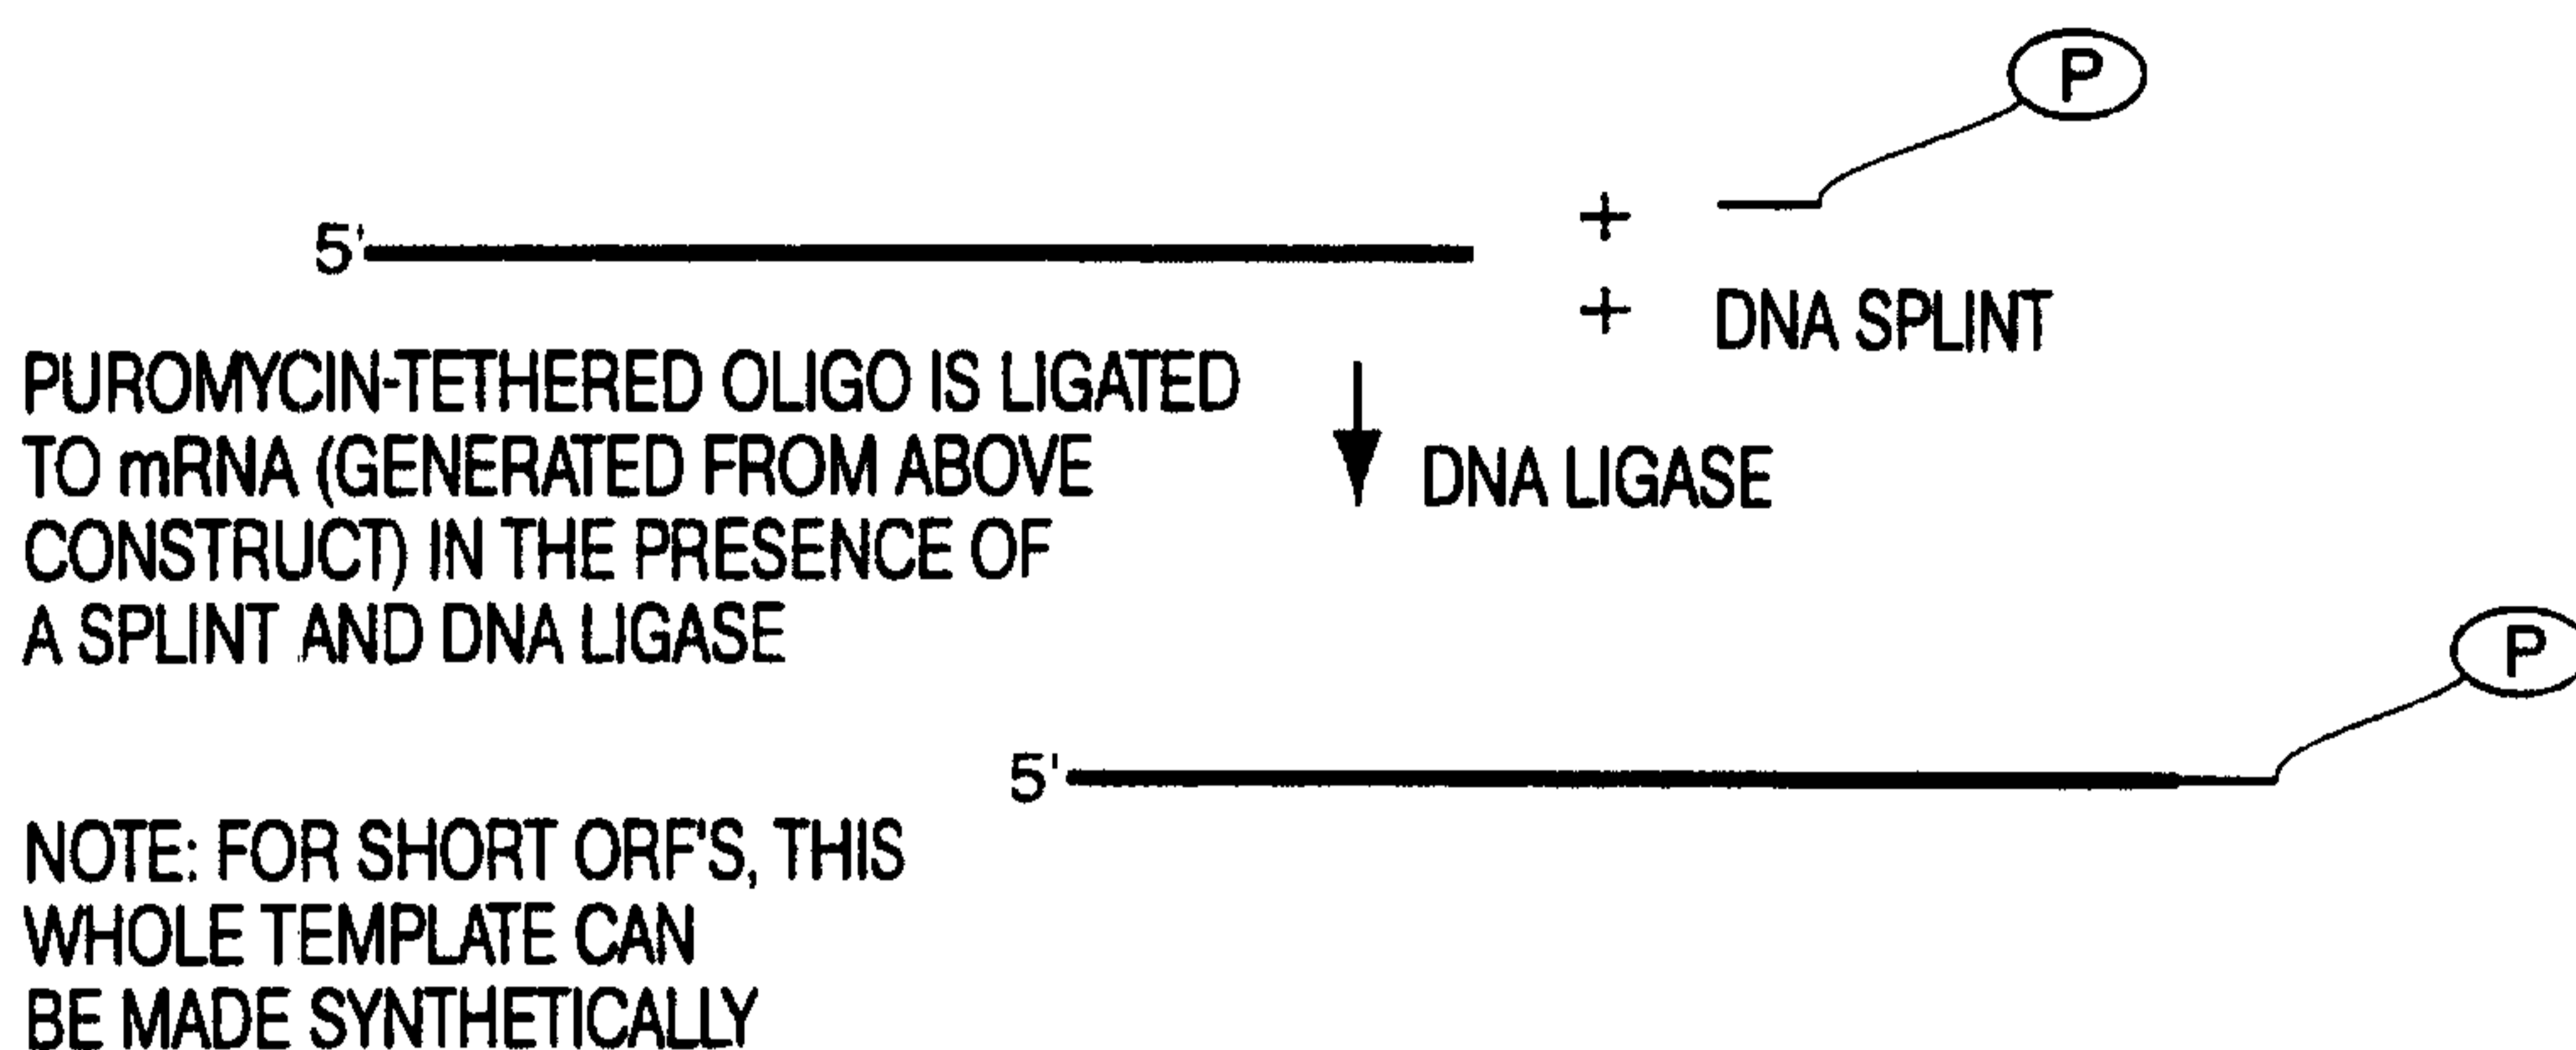 P
+
5'
+ DNA SPLINT
PUROMYCIN-TETHERED OLIGO IS LIGATED
TO mRNA (GENERATED FROM ABOVE
CONSTRUCT) IN THE PRESENCE OF
A SPLINT AND DNA LIGASE
DNA LIGASE
P
5'
NOTE: FOR SHORT ORF'S, THIS
WHOLE TEMPLATE CAN
BE MADE SYNTHETICALLY